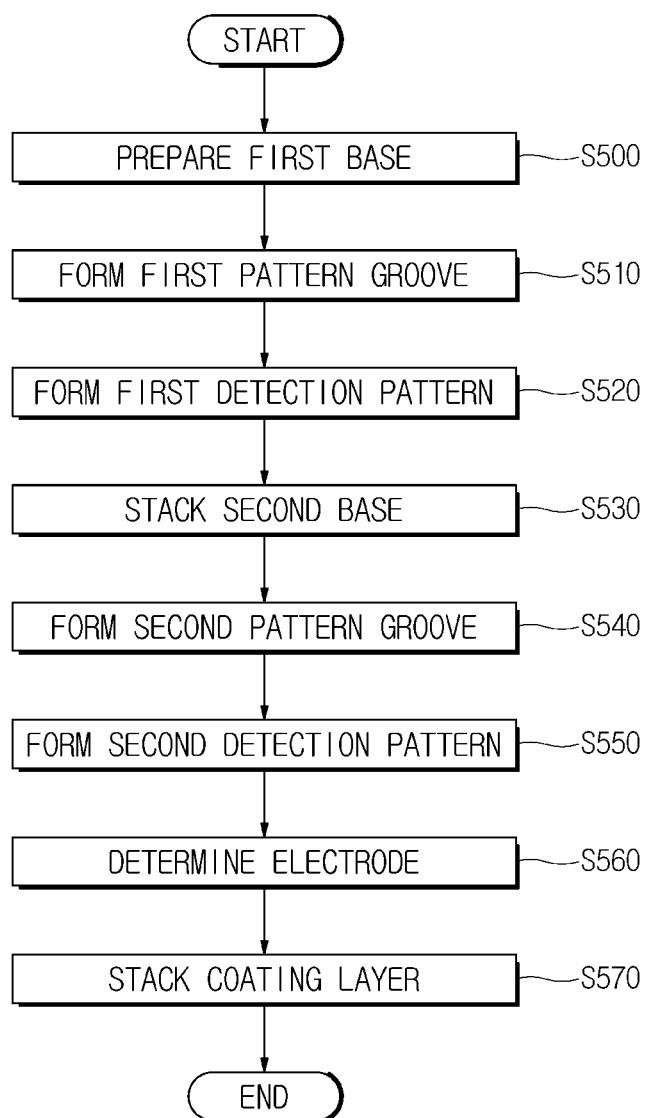 START
PREPARE FIRST BASE S500
FORM FIRST PATTERN GROOVE S510
FORM FIRST DETECTION PATTERN S520
STACK SECOND BASE S530
FORM SECOND PATTERN GROOVE S540
FORM SECOND DETECTION PATTERN S550
DETERMINE ELECTRODE S560
STACK COATING LAYER S570
END